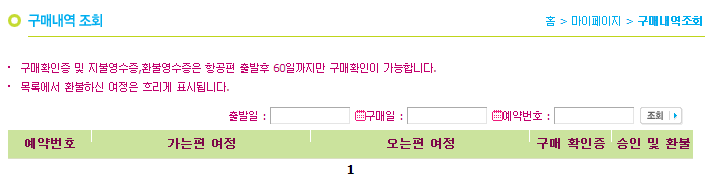 구매내역 조회
홈 > 마이페이지 > 구매내역조회
구매확인증 및 지불영수증,환불영수증은 항공편 출발후 60일까지만 구매확인이 가능합니다.
목록에서 환불하신 여정은 흐리게 표시됩니다.
출발일 : 구매일 : 예약번호 : 조회
예약번호 가는편 여정 오는편 여정 구매 확인증 승인 및 환불
1